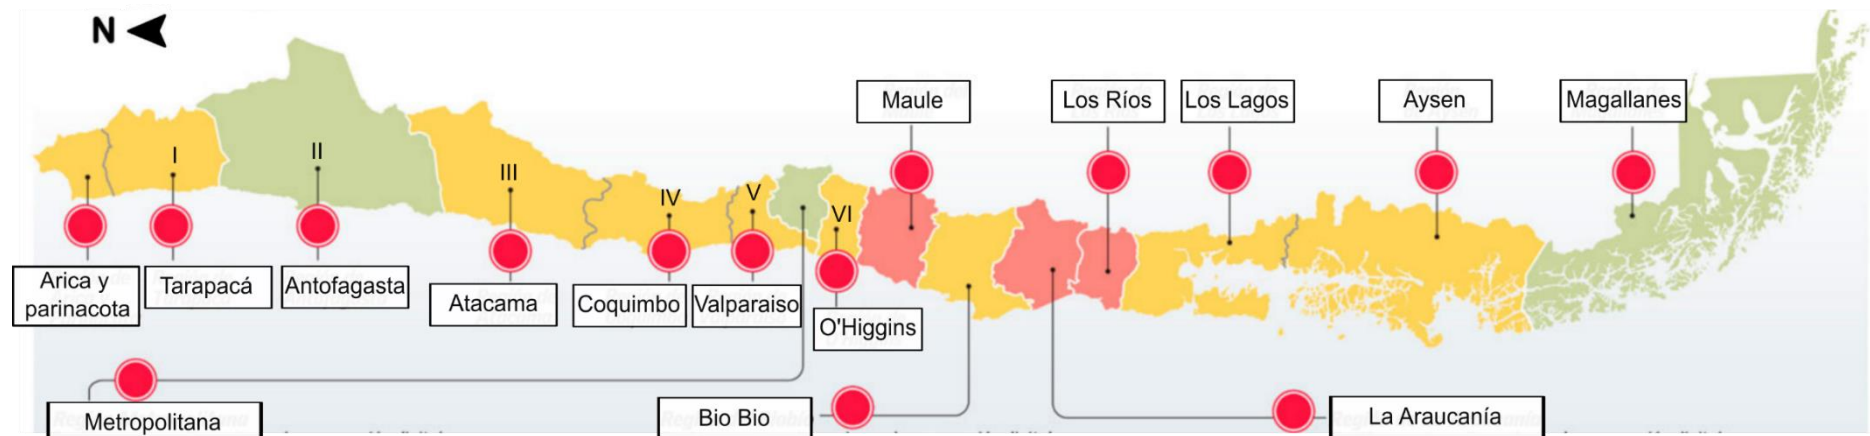 N
Maule
Los Ríos
Los Lagos
Aysen
Magallanes
I
II
III
IV
V
VI
Arica y
parinacota
Tarapacá
Antofagasta
Atacama
Coquimbo
Valparaiso
O'Higgins
Metropolitana
Bio Bio
La Araucanía